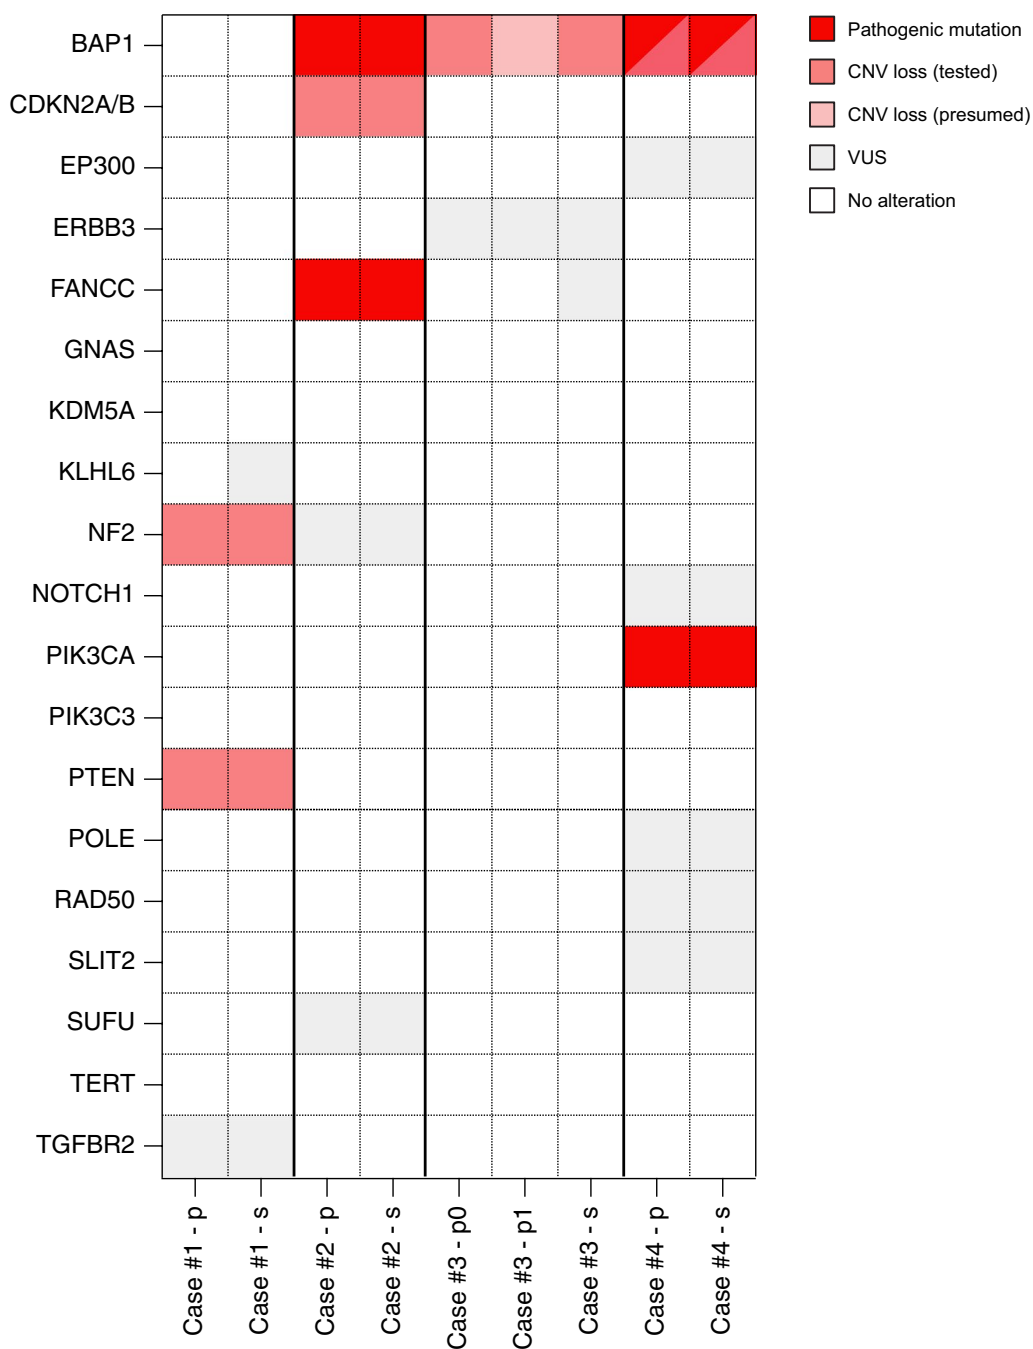 BAP1
CDKN2A/B
EP300
ERBB3
FANCC
GNAS
KDM5A
KLHL6
NF2
NOTCH1
PIK3CA
PIK3C3
PTEN
POLE
RAD50
SLIT2
SUFU
TERT
TGFBR2
Case #1 - p
Case #1 - s
Case #2 - p
Case #2 - s
Case #3 - p0
Case #3 - p1
Case #3 - s
Case #4 - p
Case #4 - s
Pathogenic mutation
CNV loss (tested)
CNV loss (presumed)
VUS
No alteration